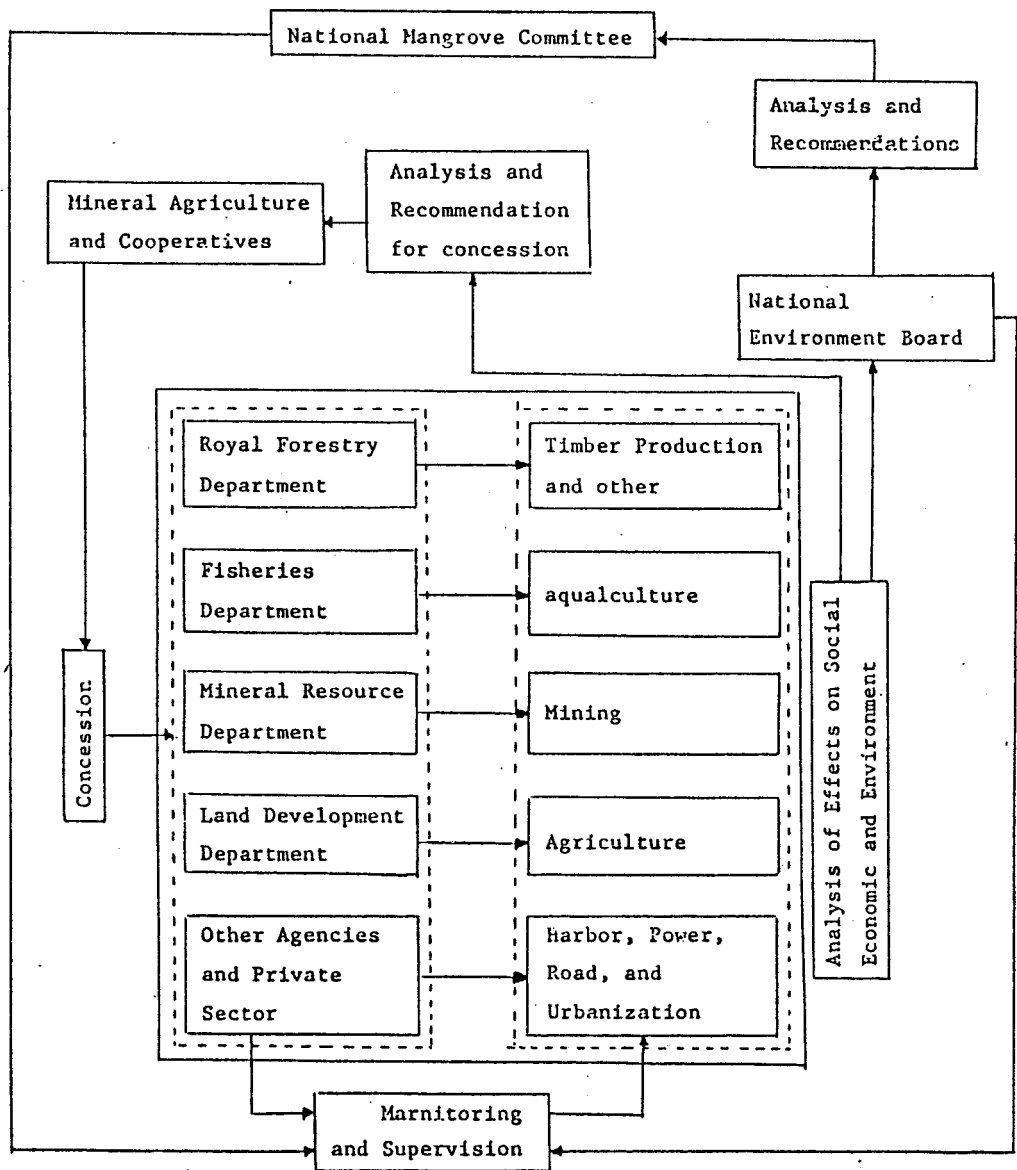 National Mangrove Committee
Analysis and
Recommendations
Analysis and
Recommendation
for concession
Mineral Agriculture
and Cooperatives
National
Environment Board
Royal Forestry
Department
Timber Production
and other
Fisheries
Department
aqualculture
Mineral Resource
Department
Mining
Concession
Land Development
Department
Agriculture
Analysis of Effects on Social
Economic and Environment
Other Agencies
and Private
Sector
Harbor, Power,
Road, and
Urbanization
Marnitoring
and Supervision